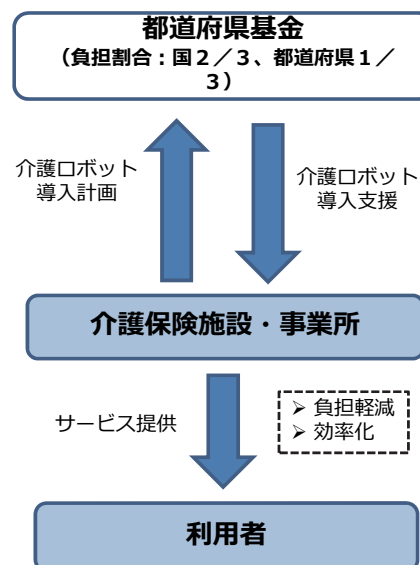 都道府県基金
（負担割合：国２／３、都道府県１／
３）
介護ロボット
導入計画
介護ロボット
導入支援
介護保険施設・事業所
サービス提供
➢ 負担軽減
➢ 効率化
利用者